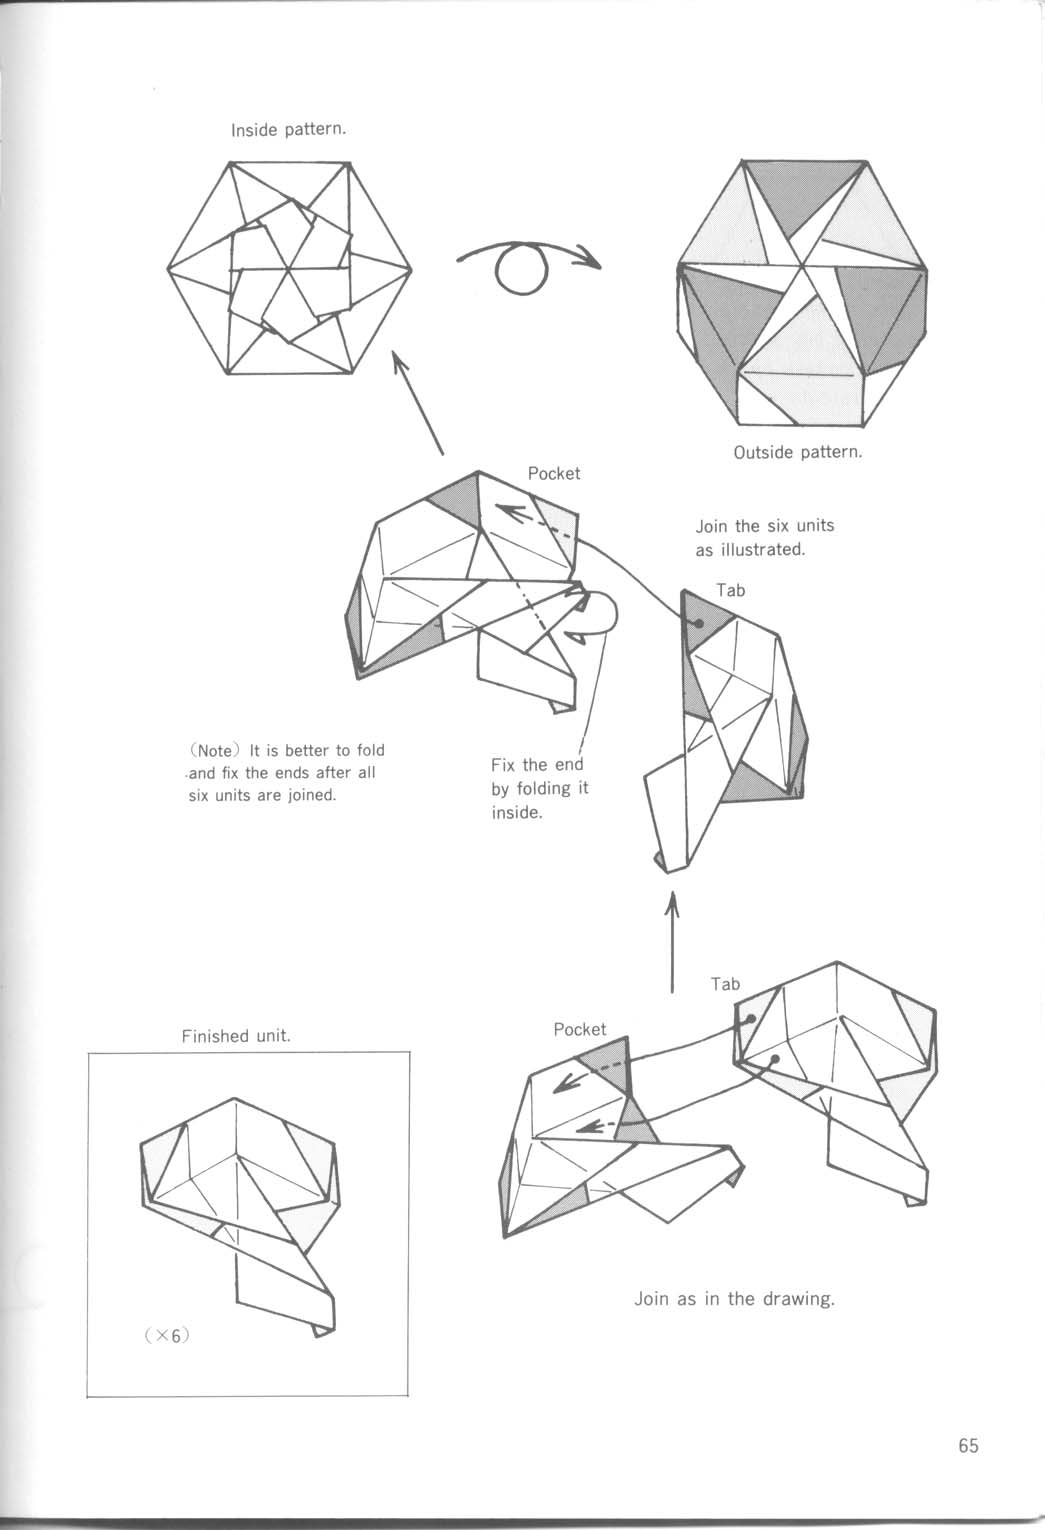 Inside pattern.
Outside pattern.
Pocket
Join the six units
as illustrated.
Tab
(Note) It is better to fold
and fix the ends after all
six units are joined.
Fix the end
by folding it
inside.
Tab
Pocket
Finished unit.
(×6)
Join as in the drawing.
65